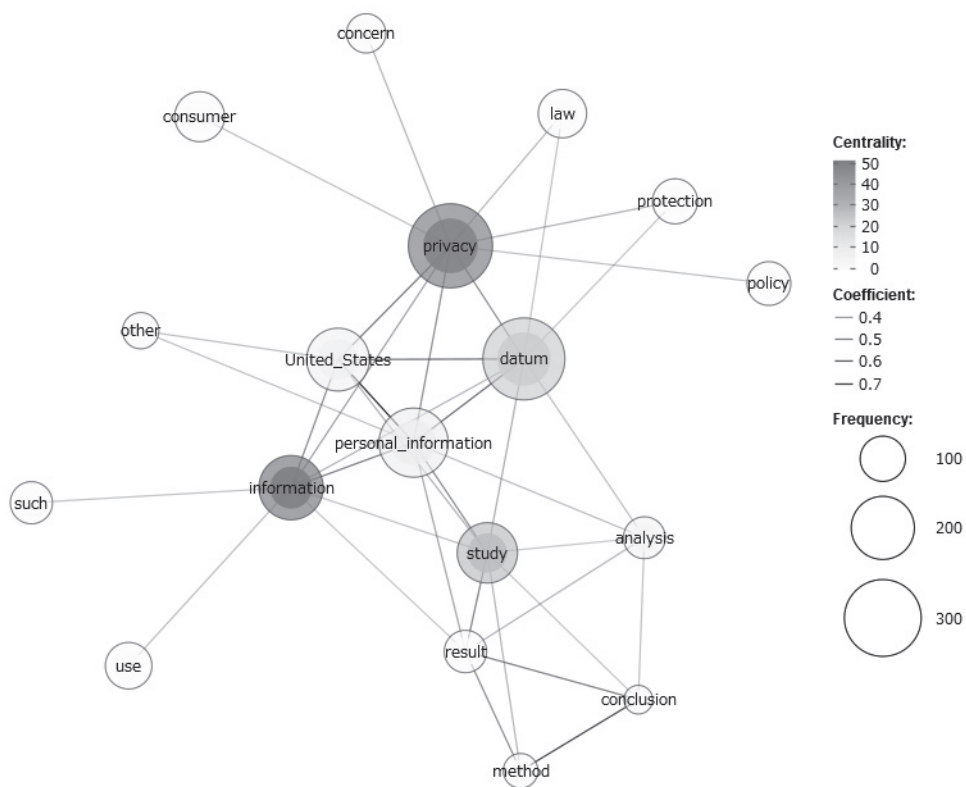 concern
consumer
law
protection
privacy
policy
other
United_States
datum
personal_information
information
such
study
analysis
result
use
conclusion
method
Centrality:
50
40
30
20
10
0
Coefficient:
0.4
0.5
0.6
0.7
Frequency:
100
200
300